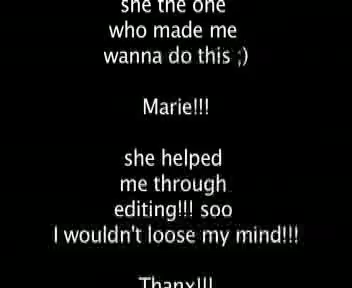 she the one
who made me
wanna do this ;)
Marie!!!
she helped
me through
editing!!! soo
I wouldn't loose my mind!!!
Thanx!!!